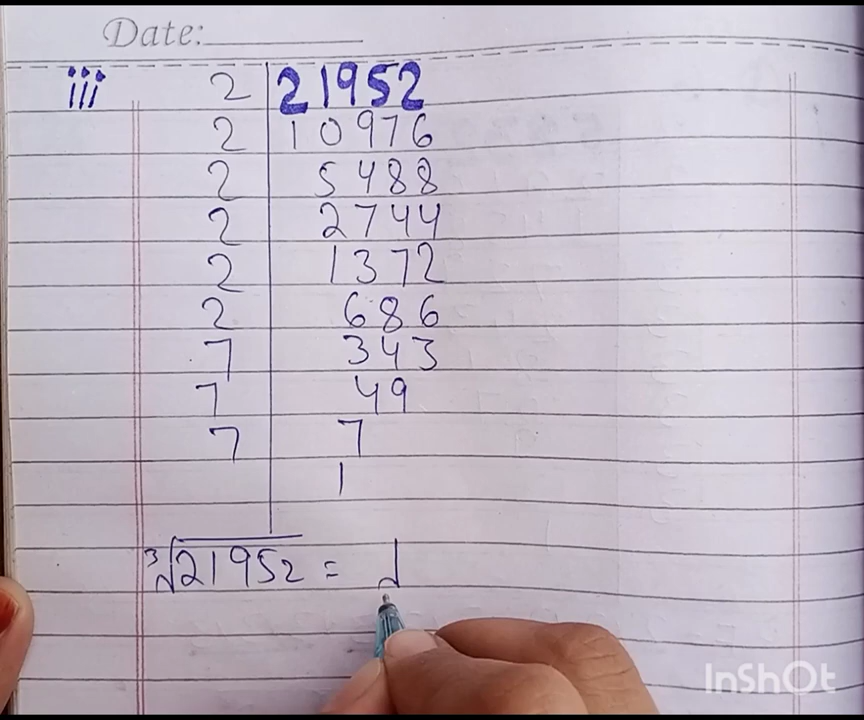 Date:
iii 2 21952
2 10976
2 5488
2 2744
2 1372
2 686
7 343
7 49
7 7
1
³√21952 = √
InShOt